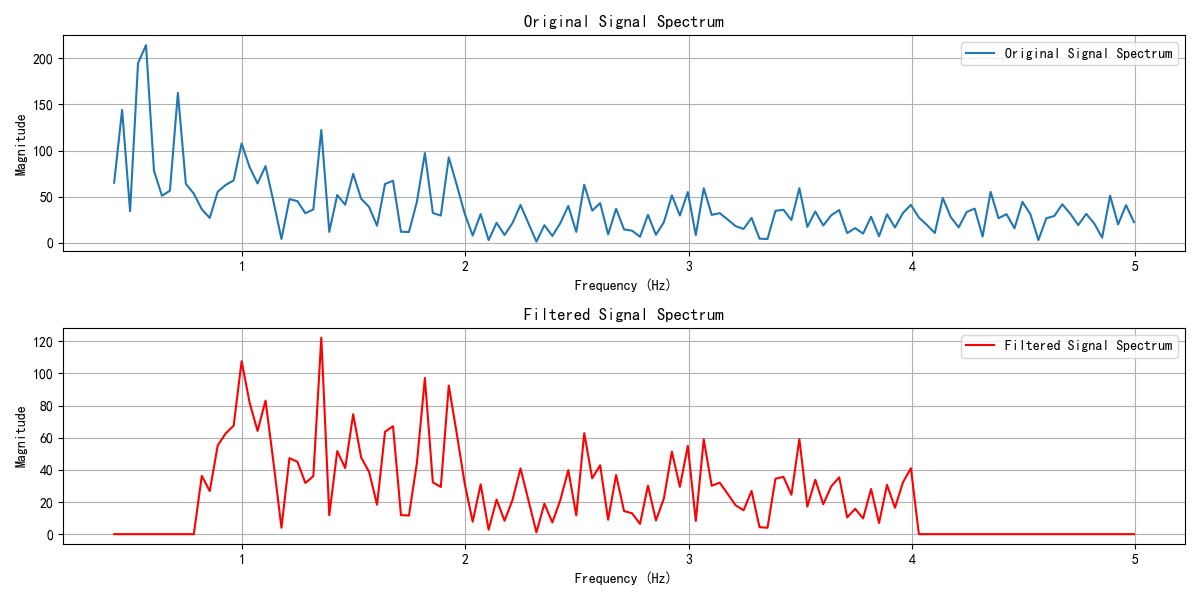 Original Signal Spectrum
Original Signal Spectrum
Magnitude
200
150
100
50
0
1 2 3 4 5
Frequency (Hz)
Filtered Signal Spectrum
Filtered Signal Spectrum
Magnitude
120
100
80
60
40
20
0
1 2 3 4 5
Frequency (Hz)